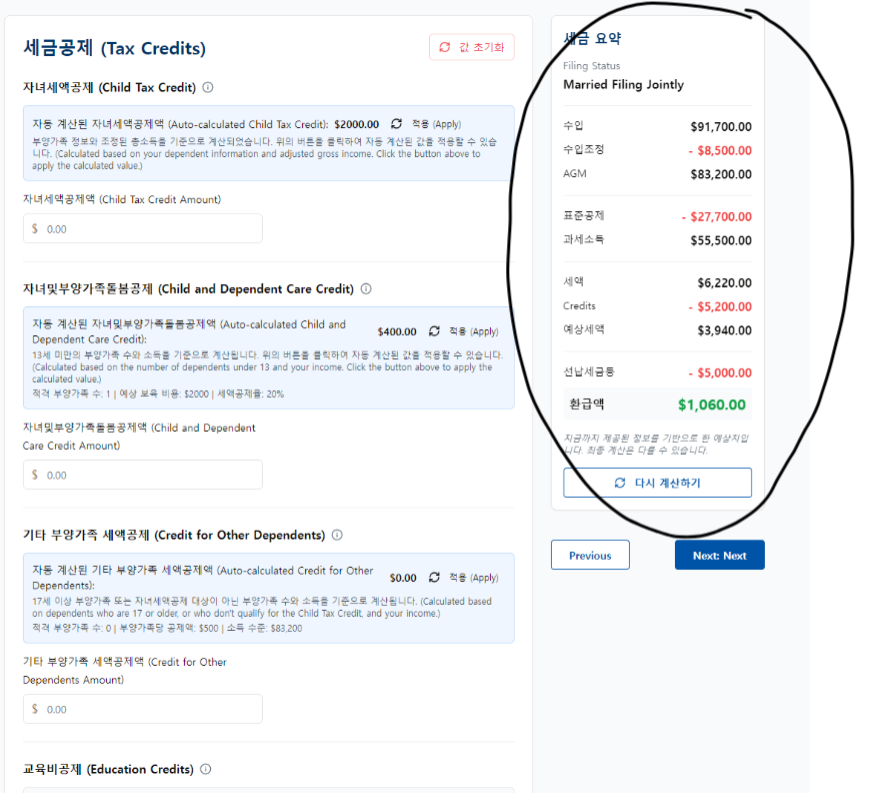 세금공제 (Tax Credits)
값 초기화
자녀세액공제 (Child Tax Credit)
자동 계산된 자녀세액공제액 (Auto-calculated Child Tax Credit): $2000.00 적용 (Apply)
부양가족 정보와 조정된 총소득을 기준으로 계산되었습니다. 위의 버튼을 클릭하여 자동 계산된 값을 적용할 수 있습
니다. (Calculated based on your dependent information and adjusted gross income. Click the button above to
apply the calculated value.)
자녀세액공제액 (Child Tax Credit Amount)
$ 0.00
자녀및부양가족돌봄공제 (Child and Dependent Care Credit)
자동 계산된 자녀및부양가족돌봄공제액 (Auto-calculated Child and
Dependent Care Credit):
$400.00 적용 (Apply)
13세 미만의 부양가족 수와 소득을 기준으로 계산됩니다. 위의 버튼을 클릭하여 자동 계산된 값을 적용할 수 있습니다.
(Calculated based on the number of dependents under 13 and your income. Click the button above to apply the
calculated value.)
적격 부양가족 수: 1 | 예상 보육 비용: $2000 | 세액공제율: 20%
자녀및부양가족돌봄공제액 (Child and Dependent
Care Credit Amount)
$ 0.00
기타 부양가족 세액공제 (Credit for Other Dependents)
자동 계산된 기타 부양가족 세액공제액 (Auto-calculated Credit for Other
Dependents):
$0.00 적용 (Apply)
17세 이상 부양가족 또는 자녀세액공제 대상이 아닌 부양가족 수와 소득을 기준으로 계산됩니다. (Calculated based
on dependents who are 17 or older, or who don't qualify for the Child Tax Credit, and your income.)
적격 부양가족 수: 0 | 부양가족당 공제액: $500 | 소득 수준: $83,200
기타 부양가족 세액공제액 (Credit for Other
Dependents Amount)
$ 0.00
교육비공제 (Education Credits)
세금 요약
Filing Status
Married Filing Jointly
수입 $91,700.00
수입조정 - $8,500.00
AGM $83,200.00
표준공제 - $27,700.00
과세소득 $55,500.00
세액 $6,220.00
Credits - $5,200.00
예상세액 $3,940.00
선납세금등 - $5,000.00
환급액 $1,060.00
지금까지 제공된 정보를 기반으로 한 예상치입
니다. 최종 계산은 다를 수 있습니다.
다시 계산하기
Previous
Next: Next